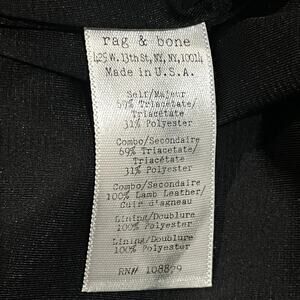 rag & bone
425 W. 13th St, NY, NY, 10014
Made in U.S.A.
Self/Majeur
69% Triacetate/
Triacétate
31% Polyester
Combo/Secondaire
69% Triacetate/
Triacétate
31% Polyester
Combo/Secondaire
100% Lamb Leather/
Cuir d'agneau
Lining/Doublure
100% Polyester
Lining/Doublure
100% Polyester
RN# 108879